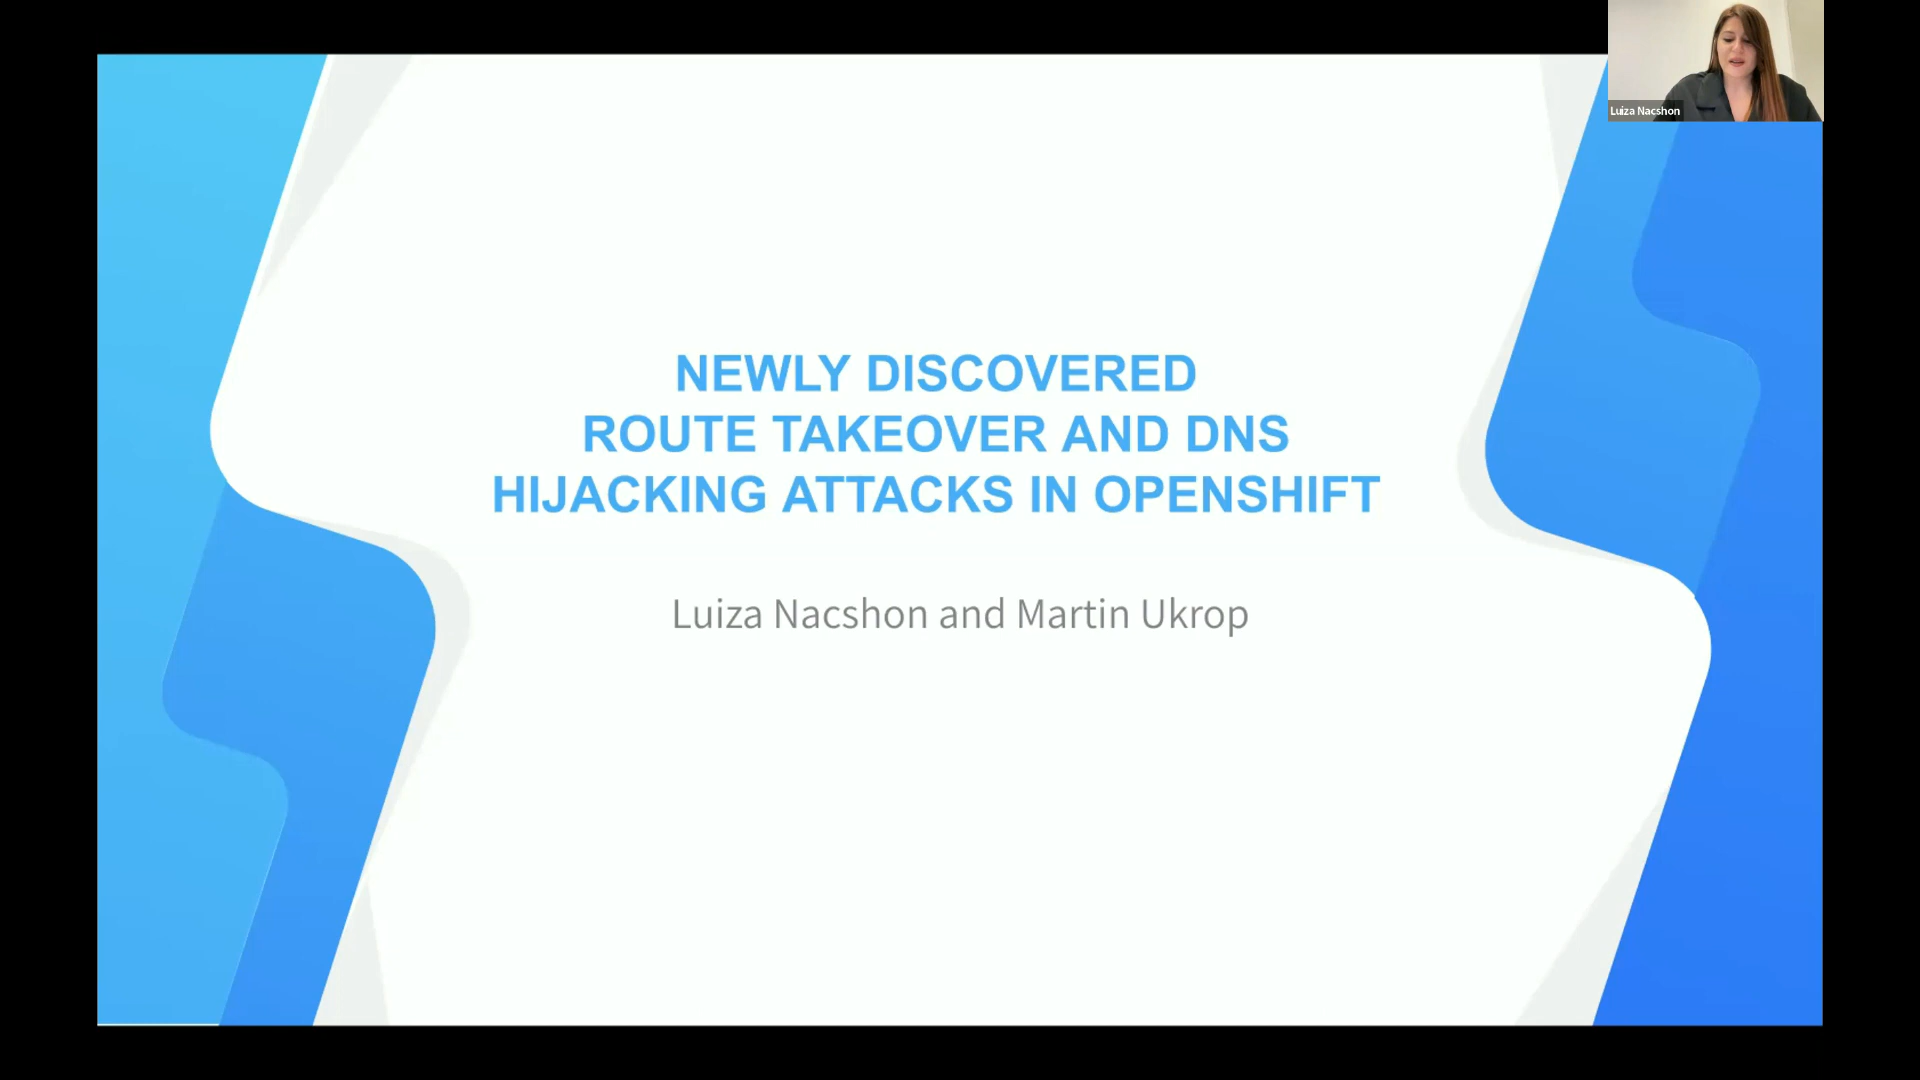 Luiza Nacshon
NEWLY DISCOVERED
ROUTE TAKEOVER AND DNS
HIJACKING ATTACKS IN OPENSHIFT
Luiza Nacshon and Martin Ukrop